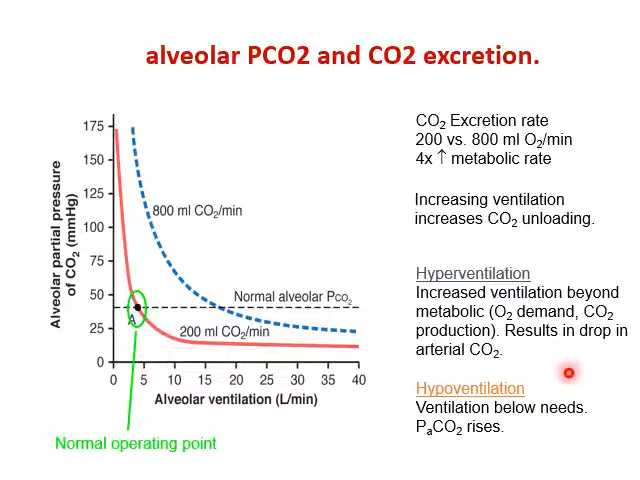 alveolar PCO2 and CO2 excretion.
Alveolar partial pressure
of CO₂ (mmHg)
175
150
125
100
75
50
25
0
800 ml CO₂/min
Normal alveolar PCO₂
A
200 ml CO₂/min
0 5 10 15 20 25 30 35 40
Alveolar ventilation (L/min)
Normal operating point
CO₂ Excretion rate
200 vs. 800 ml O₂/min
4x ↑ metabolic rate
Increasing ventilation
increases CO₂ unloading.
Hyperventilation
Increased ventilation beyond
metabolic (O₂ demand, CO₂
production). Results in drop in
arterial CO₂.
Hypoventilation
Ventilation below needs.
PₐCO₂ rises.